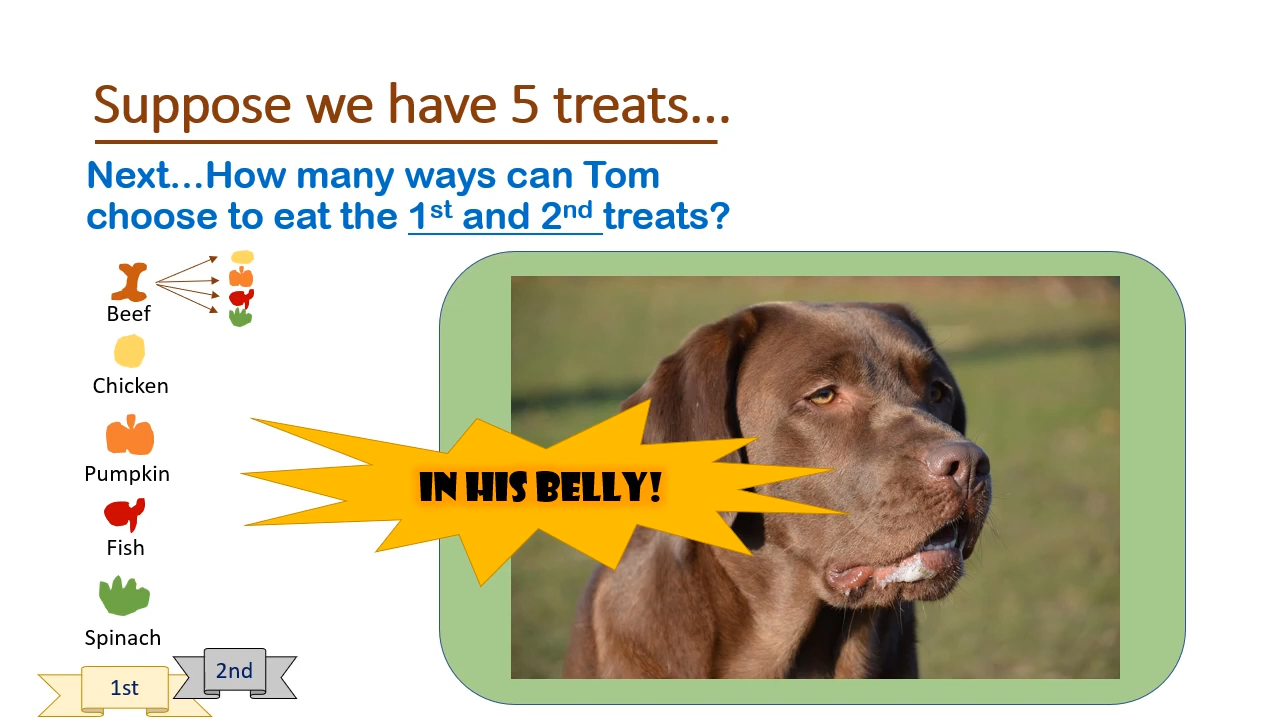 Suppose we have 5 treats...
Next...How many ways can Tom
choose to eat the 1st and 2nd treats?
Beef
Chicken
Pumpkin
Fish
Spinach
IN HIS BELLY!
1st
2nd